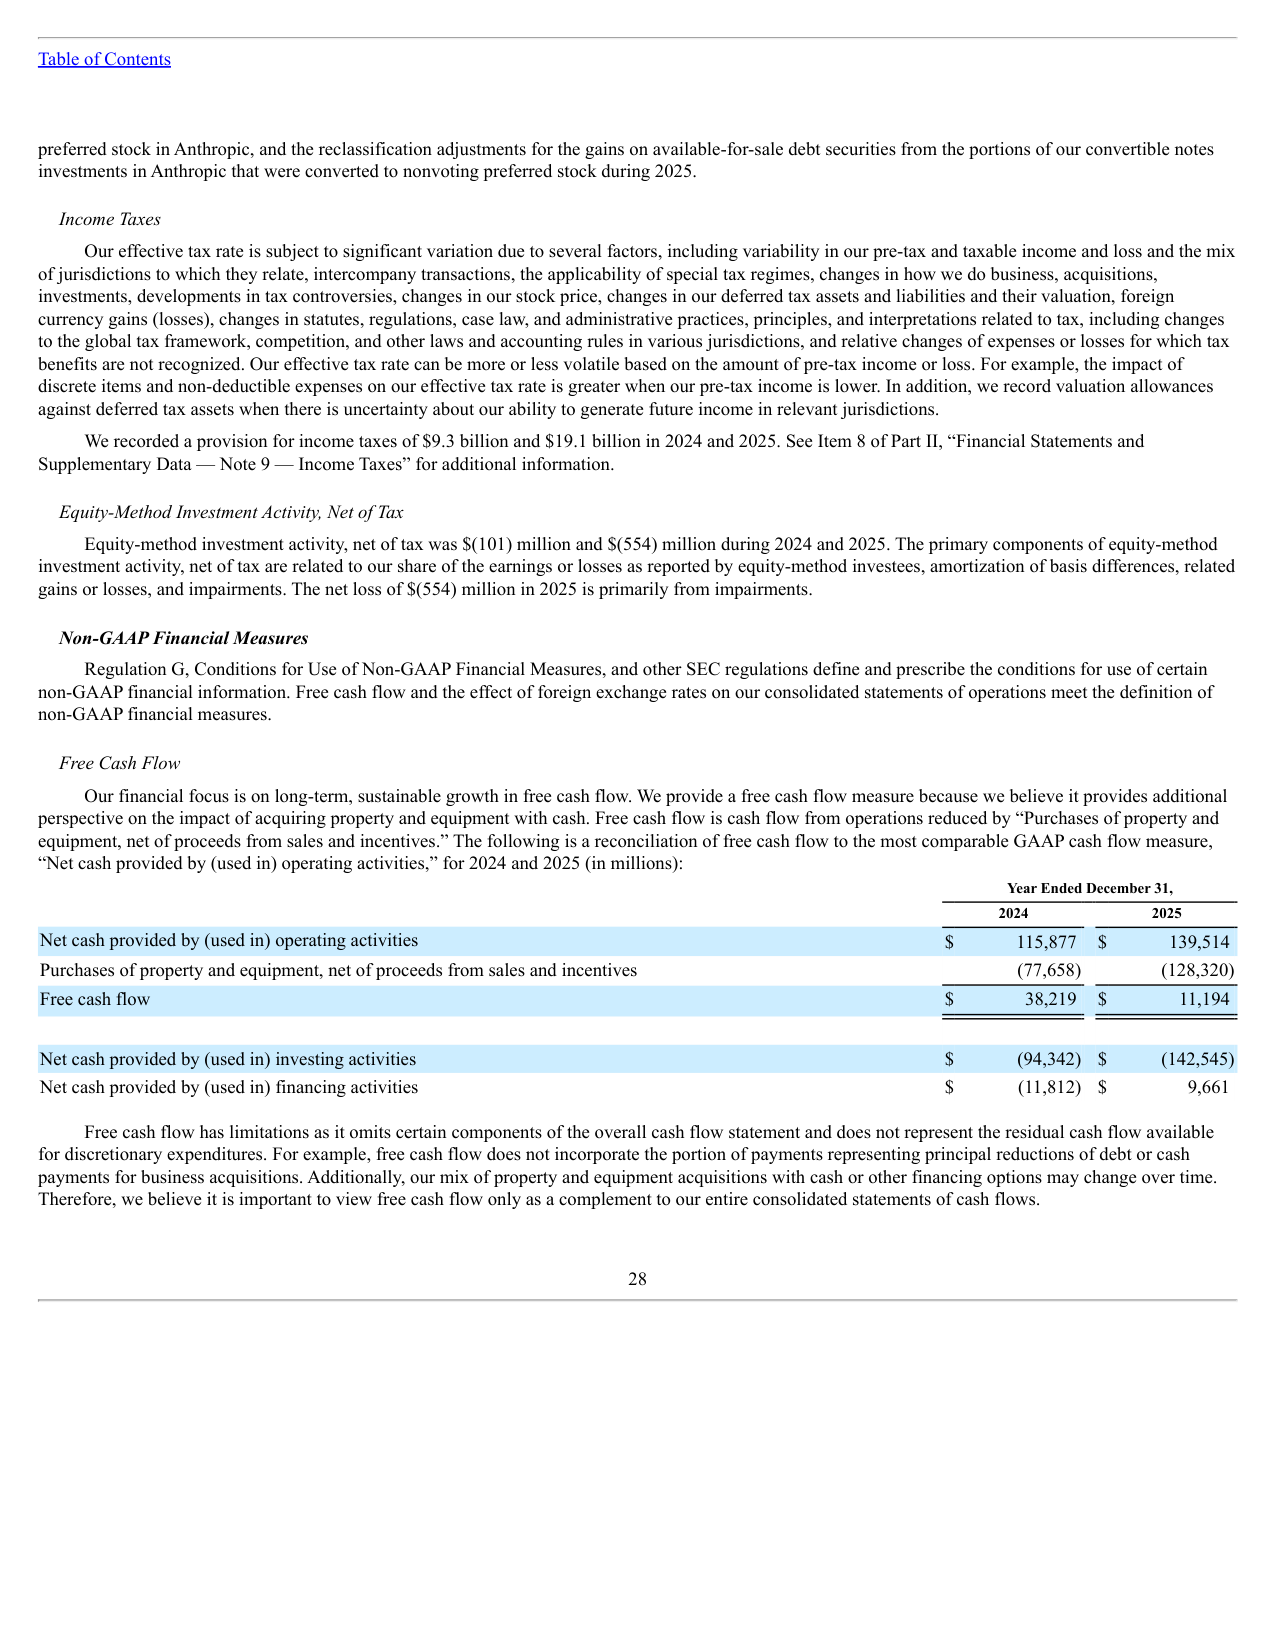 Table of Contents
preferred stock in Anthropic, and the reclassification adjustments for the gains on available-for-sale debt securities from the portions of our convertible notes
investments in Anthropic that were converted to nonvoting preferred stock during 2025.
Income Taxes
Our effective tax rate is subject to significant variation due to several factors, including variability in our pre-tax and taxable income and loss and the mix
of jurisdictions to which they relate, intercompany transactions, the applicability of special tax regimes, changes in how we do business, acquisitions,
investments, developments in tax controversies, changes in our stock price, changes in our deferred tax assets and liabilities and their valuation, foreign
currency gains (losses), changes in statutes, regulations, case law, and administrative practices, principles, and interpretations related to tax, including changes
to the global tax framework, competition, and other laws and accounting rules in various jurisdictions, and relative changes of expenses or losses for which tax
benefits are not recognized. Our effective tax rate can be more or less volatile based on the amount of pre-tax income or loss. For example, the impact of
discrete items and non-deductible expenses on our effective tax rate is greater when our pre-tax income is lower. In addition, we record valuation allowances
against deferred tax assets when there is uncertainty about our ability to generate future income in relevant jurisdictions.
We recorded a provision for income taxes of $9.3 billion and $19.1 billion in 2024 and 2025. See Item 8 of Part II, “Financial Statements and
Supplementary Data — Note 9 — Income Taxes” for additional information.
Equity-Method Investment Activity, Net of Tax
Equity-method investment activity, net of tax was $(101) million and $(554) million during 2024 and 2025. The primary components of equity-method
investment activity, net of tax are related to our share of the earnings or losses as reported by equity-method investees, amortization of basis differences, related
gains or losses, and impairments. The net loss of $(554) million in 2025 is primarily from impairments.
Non-GAAP Financial Measures
Regulation G, Conditions for Use of Non-GAAP Financial Measures, and other SEC regulations define and prescribe the conditions for use of certain
non-GAAP financial information. Free cash flow and the effect of foreign exchange rates on our consolidated statements of operations meet the definition of
non-GAAP financial measures.
Free Cash Flow
Our financial focus is on long-term, sustainable growth in free cash flow. We provide a free cash flow measure because we believe it provides additional
perspective on the impact of acquiring property and equipment with cash. Free cash flow is cash flow from operations reduced by “Purchases of property and
equipment, net of proceeds from sales and incentives.” The following is a reconciliation of free cash flow to the most comparable GAAP cash flow measure,
“Net cash provided by (used in) operating activities,” for 2024 and 2025 (in millions):
Year Ended December 31,
2024 2025
Net cash provided by (used in) operating activities $ 115,877 $ 139,514
Purchases of property and equipment, net of proceeds from sales and incentives (77,658) (128,320)
Free cash flow $ 38,219 $ 11,194
Net cash provided by (used in) investing activities $ (94,342) $ (142,545)
Net cash provided by (used in) financing activities $ (11,812) $ 9,661
Free cash flow has limitations as it omits certain components of the overall cash flow statement and does not represent the residual cash flow available
for discretionary expenditures. For example, free cash flow does not incorporate the portion of payments representing principal reductions of debt or cash
payments for business acquisitions. Additionally, our mix of property and equipment acquisitions with cash or other financing options may change over time.
Therefore, we believe it is important to view free cash flow only as a complement to our entire consolidated statements of cash flows.
28